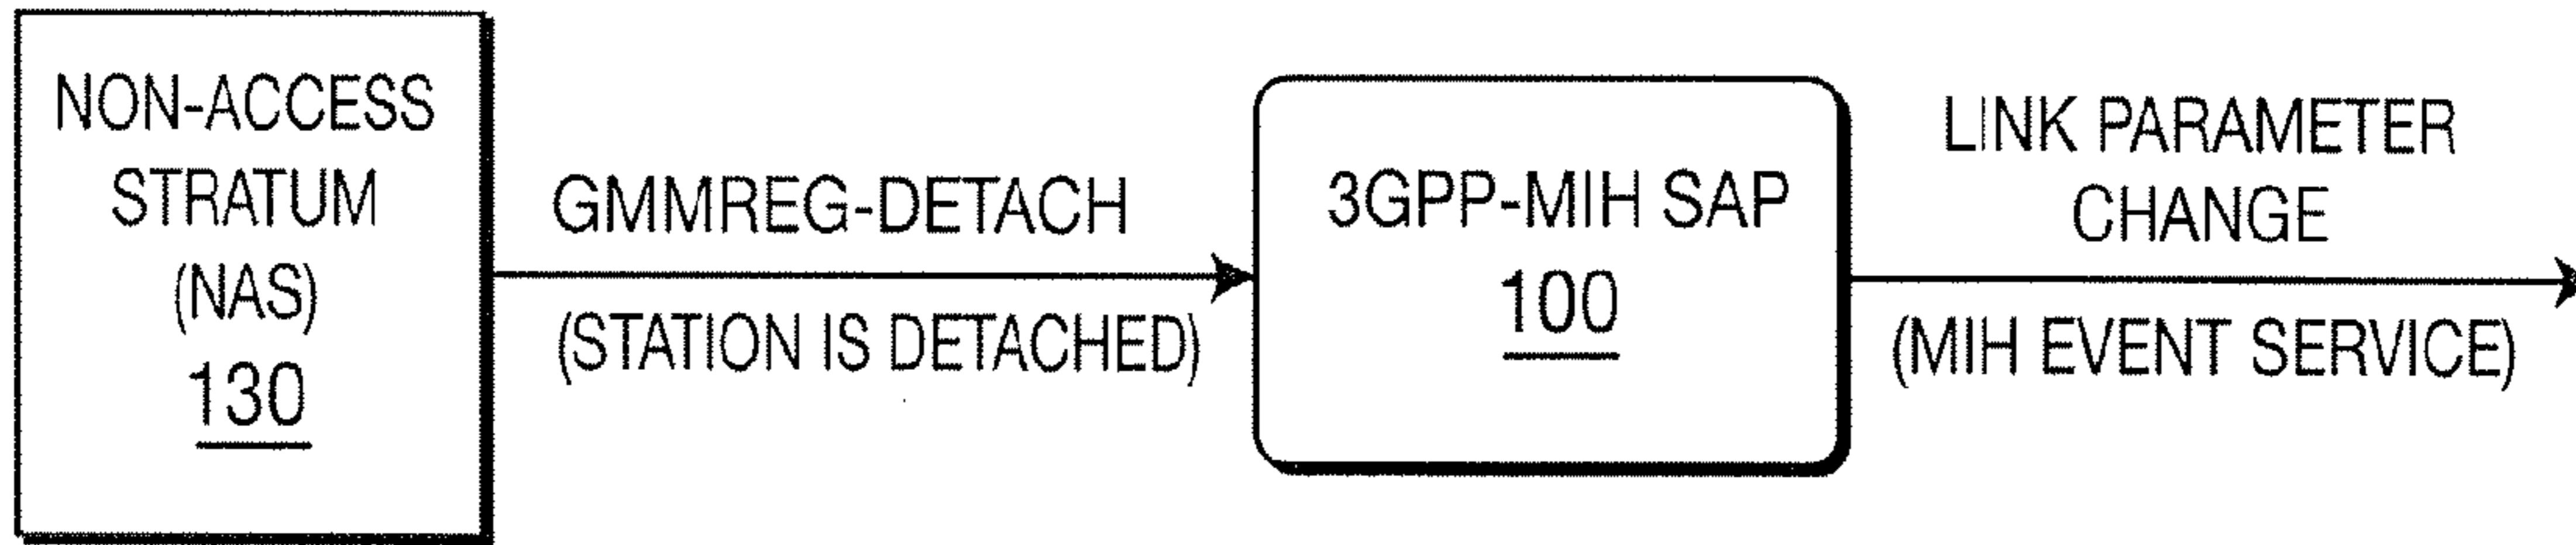 NON-ACCESS
STRATUM
(NAS)
130
GMMREG-DETACH
(STATION IS DETACHED)
3GPP-MIH SAP
100
LINK PARAMETER
CHANGE
(MIH EVENT SERVICE)